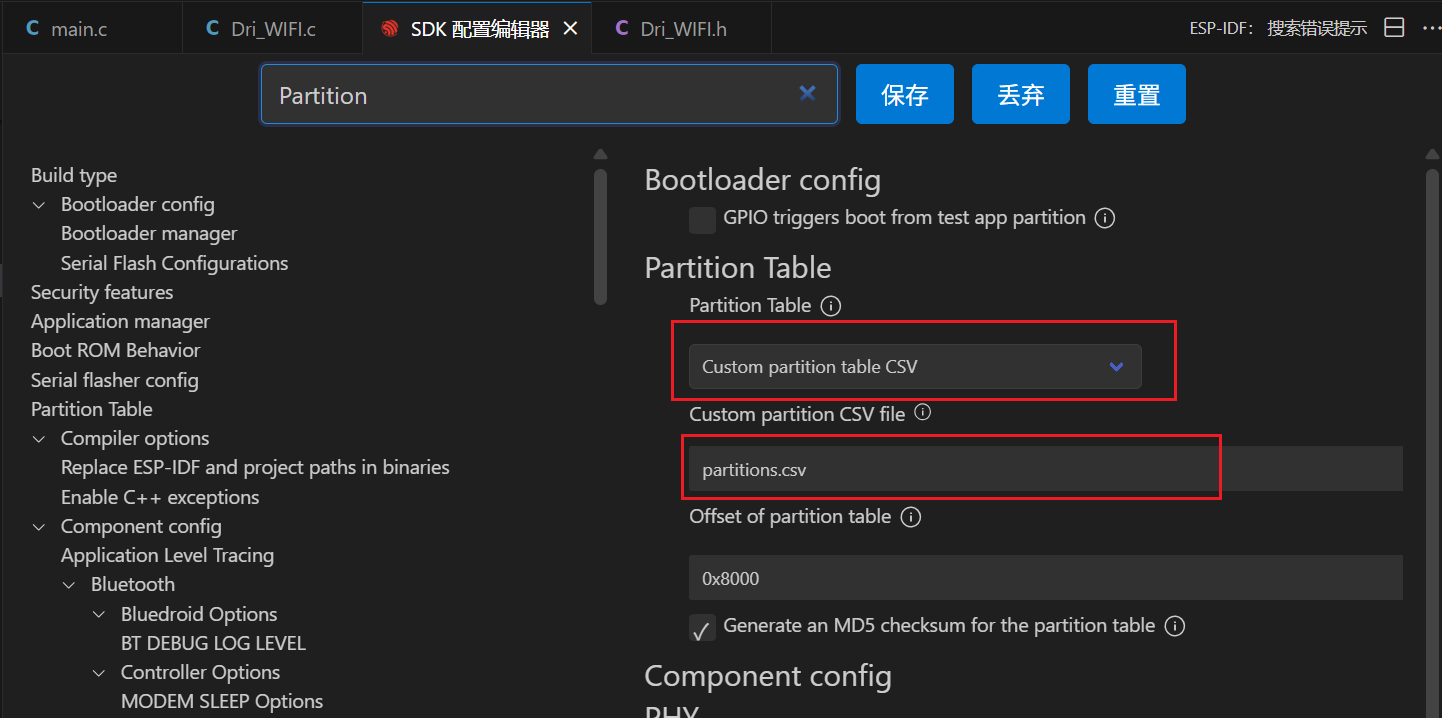 C main.c
C Dri_WIFI.c
SDK 配置编辑器
C Dri_WIFI.h
ESP-IDF: 搜索错误提示
Partition
保存
丢弃
重置
Build type
Bootloader config
Bootloader manager
Serial Flash Configurations
Security features
Application manager
Boot ROM Behavior
Serial flasher config
Partition Table
Compiler options
Replace ESP-IDF and project paths in binaries
Enable C++ exceptions
Component config
Application Level Tracing
Bluetooth
Bluedroid Options
BT DEBUG LOG LEVEL
Controller Options
MODEM SLEEP Options
Bootloader config
GPIO triggers boot from test app partition
Partition Table
Partition Table
Custom partition table CSV
Custom partition CSV file
partitions.csv
Offset of partition table
0x8000
Generate an MD5 checksum for the partition table
Component config
PHY